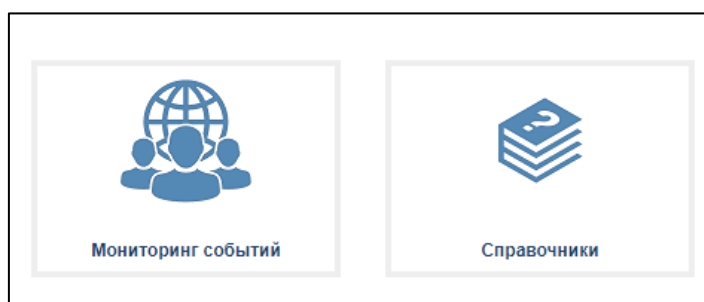 Мониторинг событий
Справочники